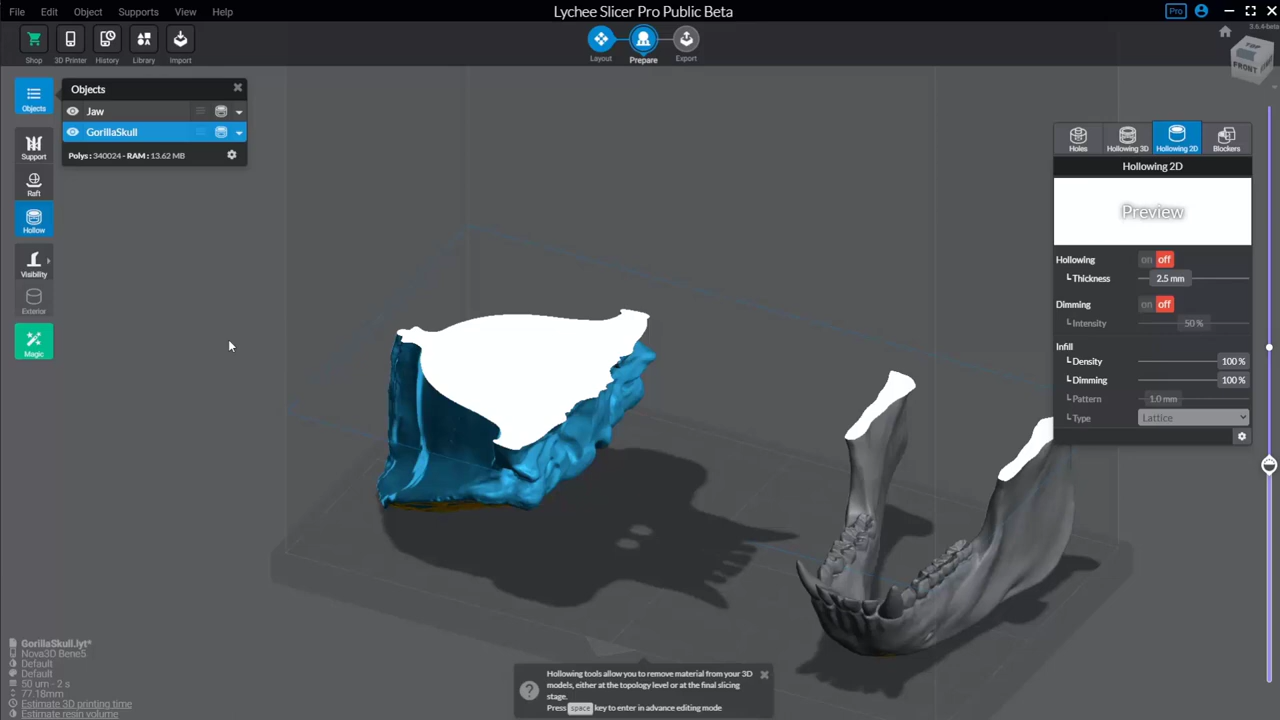 File Edit Object Supports View Help
Lychee Slicer Pro Public Beta
Pro
3.6.4-beta
Shop 3D Printer History Library Import
Layout Prepare Export
TOP
FRONT
Objects
Objects
Jaw
GorillaSkull
Polys: 340024 - RAM : 13.62 MB
Support
Raft
Hollow
Visibility
Exterior
Magic
Holes Hollowing 3D Hollowing 2D Blockers
Hollowing 2D
Preview
Hollowing on off
Thickness 2.5 mm
Dimming on off
Intensity 50 %
Infill
Density 100 %
Dimming 100 %
Pattern 1.0 mm
Type Lattice
GorillaSkull.lyt*
Nova3D Bene5
Default
Default
50 um - 2 s
77.18mm
Estimate 3D printing time
Estimate resin volume
Hollowing tools allow you to remove material from your 3D
models, either at the topology level or at the final slicing
stage.
Press space key to enter in advance editing mode